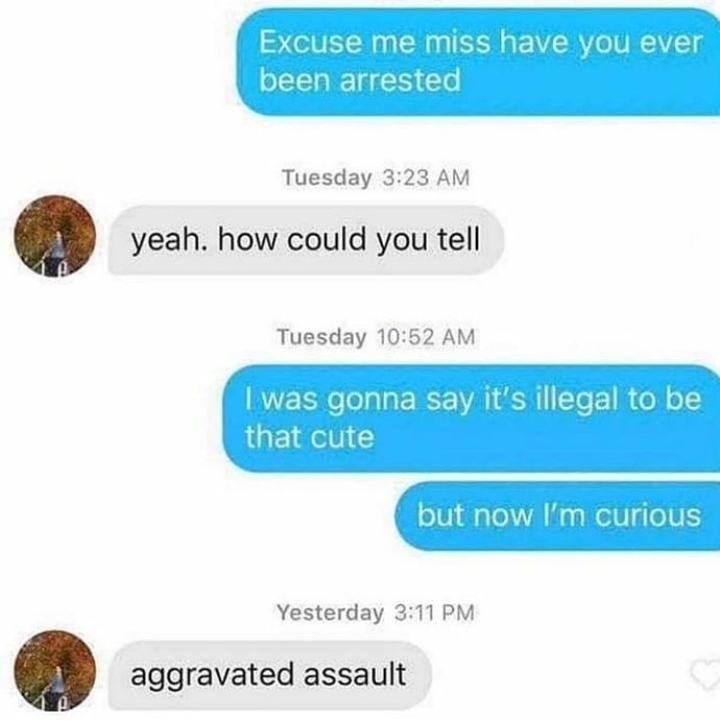 Excuse me miss have you ever
been arrested
Tuesday 3:23 AM
yeah. how could you tell
Tuesday 10:52 AM
I was gonna say it's illegal to be
that cute
but now I'm curious
Yesterday 3:11 PM
aggravated assault